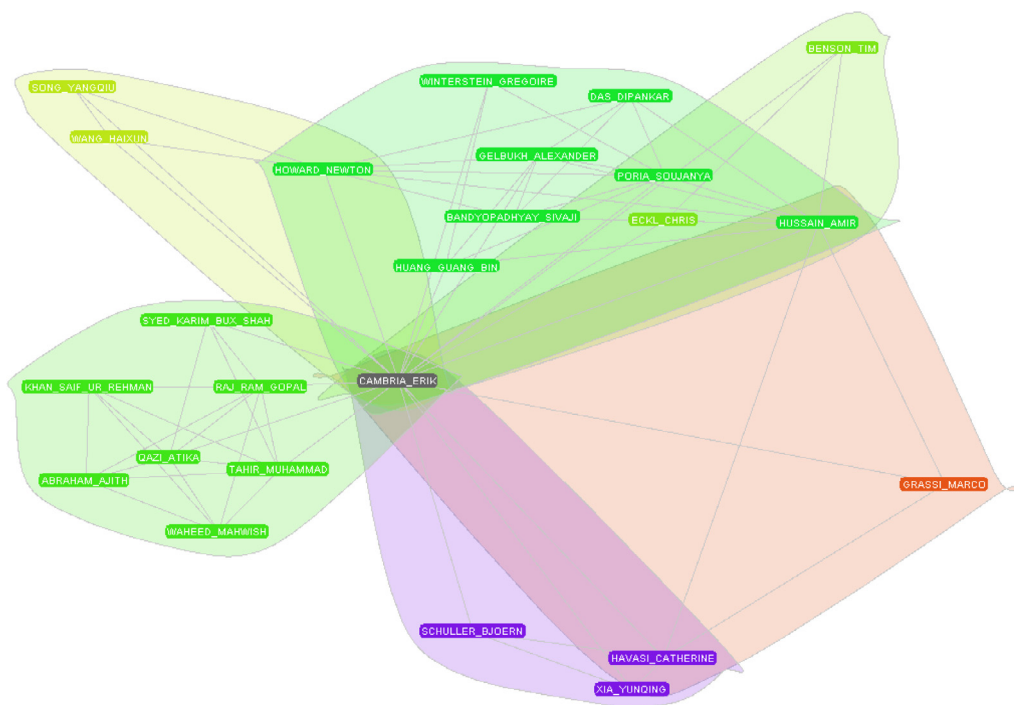 BENSON_TIM
WINTERSTEIN_GREGOIRE
SONG_YANGQIU
DAS_DIPANKAR
WANG_HAIXUN
GELBUKH_ALEXANDER
HOWARD_NEWTON
PORIA_SOUJANYA
BANDYOPADHYAY_SIVAJI
ECKL_CHRIS
HUSSAIN_AMIR
HUANG_GUANG_BIN
SYED_KARIM_BUX_SHAH
CAMBRIA_ERIK
KHAN_SAIF_UR_REHMAN
RAJ_RAM_GOPAL
QAZI_ATIKA
TAHIR_MUHAMMAD
ABRAHAM_AJITH
GRASSI_MARCO
WAHEED_MAHWISH
SCHULLER_BJOERN
HAVASI_CATHERINE
XIA_YUNQING